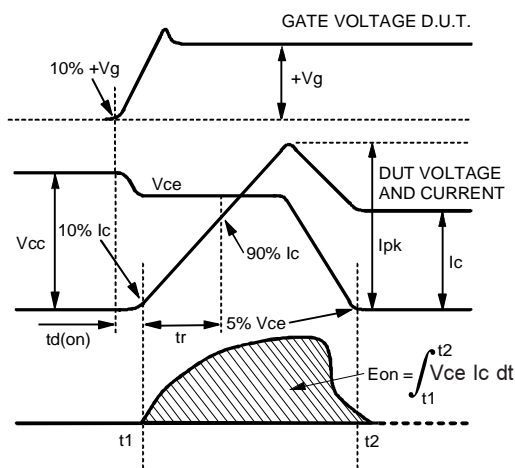 GATE VOLTAGE D.U.T.
10% +Vg
+Vg
Vce
DUT VOLTAGE
AND CURRENT
Vcc
10% Ic
90% Ic
Ipk
Ic
td(on)
tr
5% Vce
Eon = ∫ Vce Ic dt
t2
t1
t1
t2